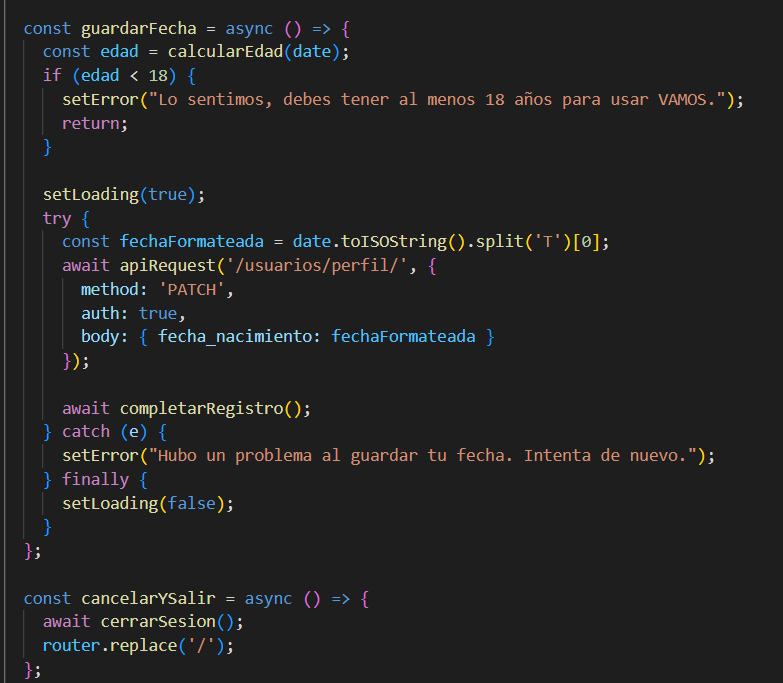 const guardarFecha = async () => {
  const edad = calcularEdad(date);
  if (edad < 18) {
    setError("Lo sentimos, debes tener al menos 18 años para usar VAMOS.");
    return;
  }

  setLoading(true);
  try {
    const fechaFormateada = date.toISOString().split('T')[0];
    await apiRequest('/usuarios/perfil/', {
      method: 'PATCH',
      auth: true,
      body: { fecha_nacimiento: fechaFormateada }
    });

    await completarRegistro();
  } catch (e) {
    setError("Hubo un problema al guardar tu fecha. Intenta de nuevo.");
  } finally {
    setLoading(false);
  }
};

const cancelarYSalir = async () => {
  await cerrarSesion();
  router.replace('/');
};